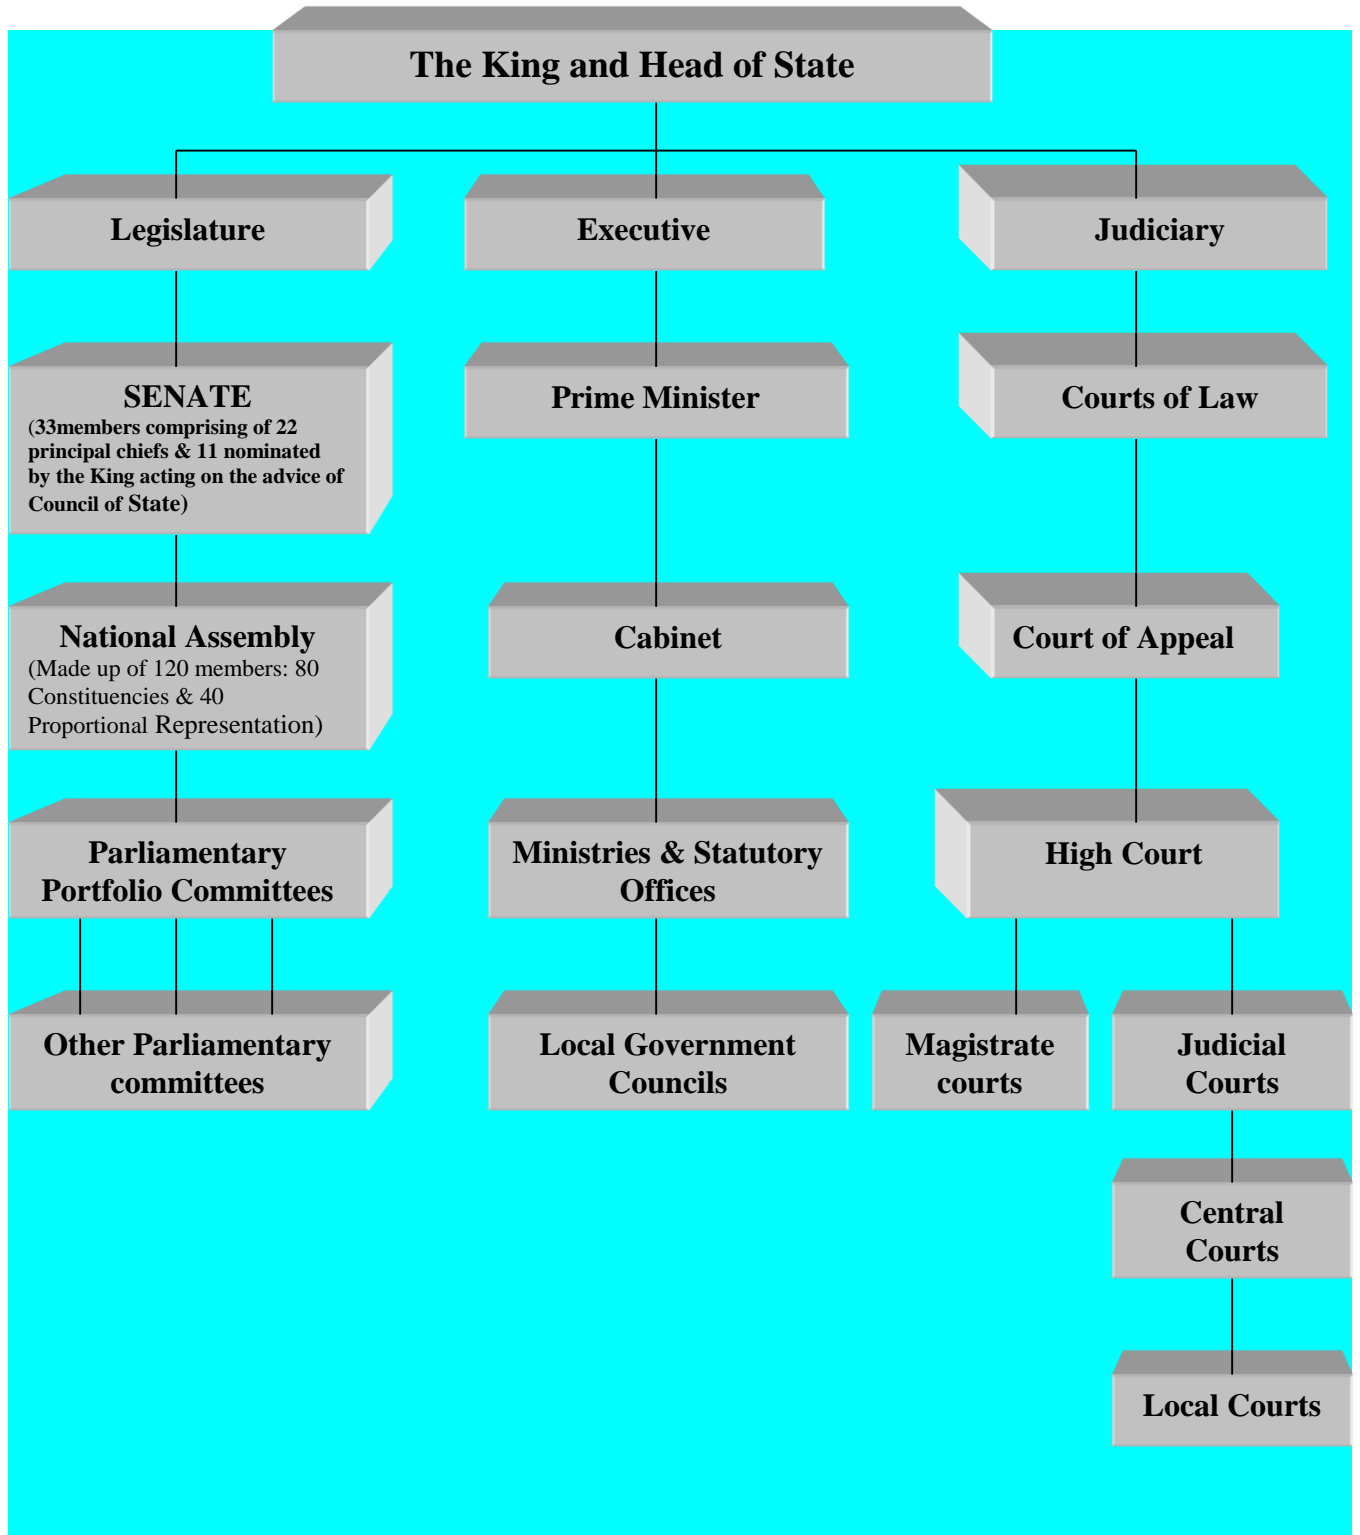 The King and Head of State
Legislature
Executive
Judiciary
SENATE
(33members comprising of 22
principal chiefs & 11 nominated
by the King acting on the advice of
Council of State)
Prime Minister
Courts of Law
National Assembly
(Made up of 120 members: 80
Constituencies & 40
Proportional Representation)
Cabinet
Court of Appeal
Parliamentary
Portfolio Committees
Ministries & Statutory
Offices
High Court
Other Parliamentary
committees
Local Government
Councils
Magistrate
courts
Judicial
Courts
Central
Courts
Local Courts